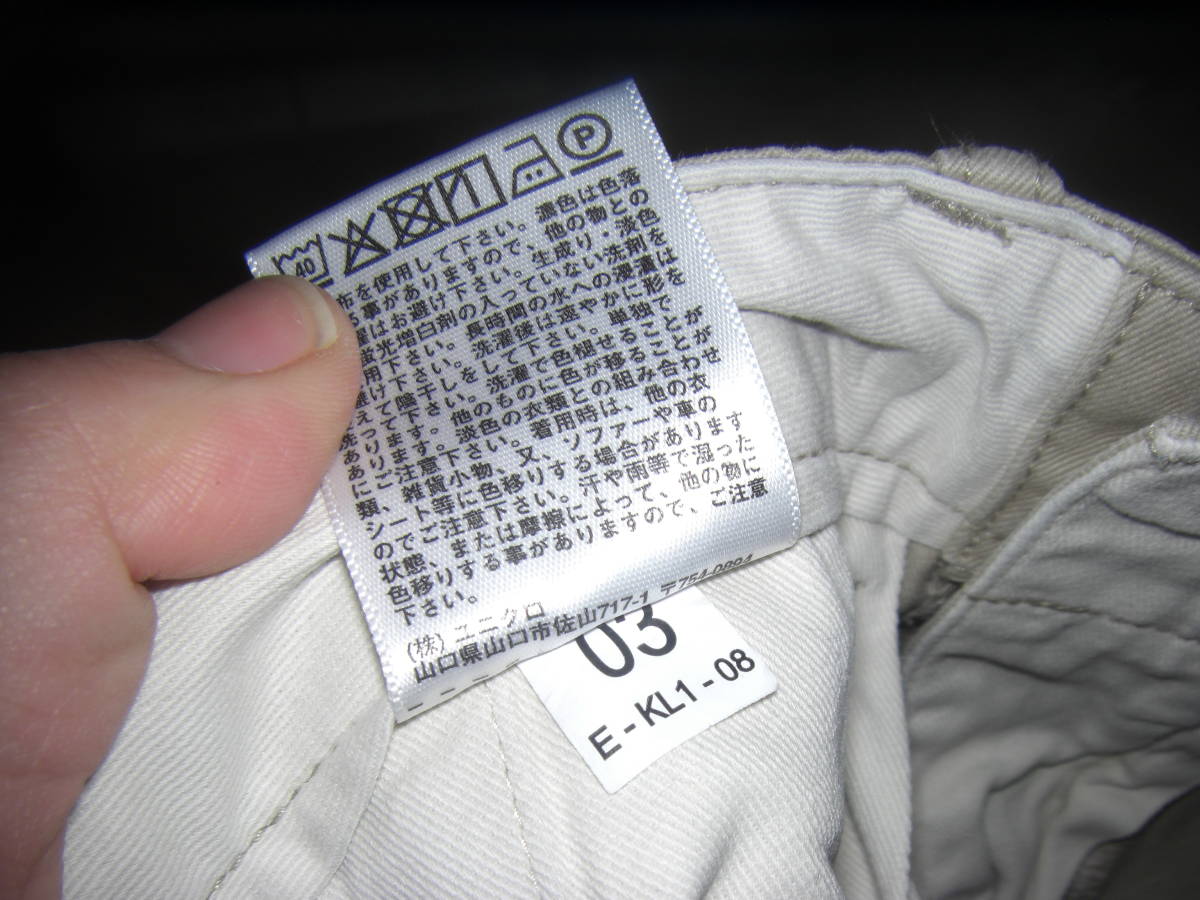 40 P
布を使用して下さい。濃色は色落
る事がありますので、他の物との
はお避け下さい。生成り・淡色
蛍光増白剤の入っていない洗剤を
用下さい。長時間の水への浸漬は
避けて下さい。洗濯後は速やかに形を
えて陰干しをして下さい。単独で
洗って下さい。洗濯で色褪せることが
あります。他のものに色が移ることが
あります。淡色の衣類との組み合わせ
にご注意下さい。着用時は、他の衣
類、雑貨小物、又、ソファーや車の
シート等に色移りする場合があります
のでご注意下さい。汗や雨等で湿った
状態、または摩擦によって、他の物に
色移りする事がありますので、ご注意
下さい。
(株)ユニクロ
山口県山口市佐山717-1 〒754-0894
03
E-KL1-08